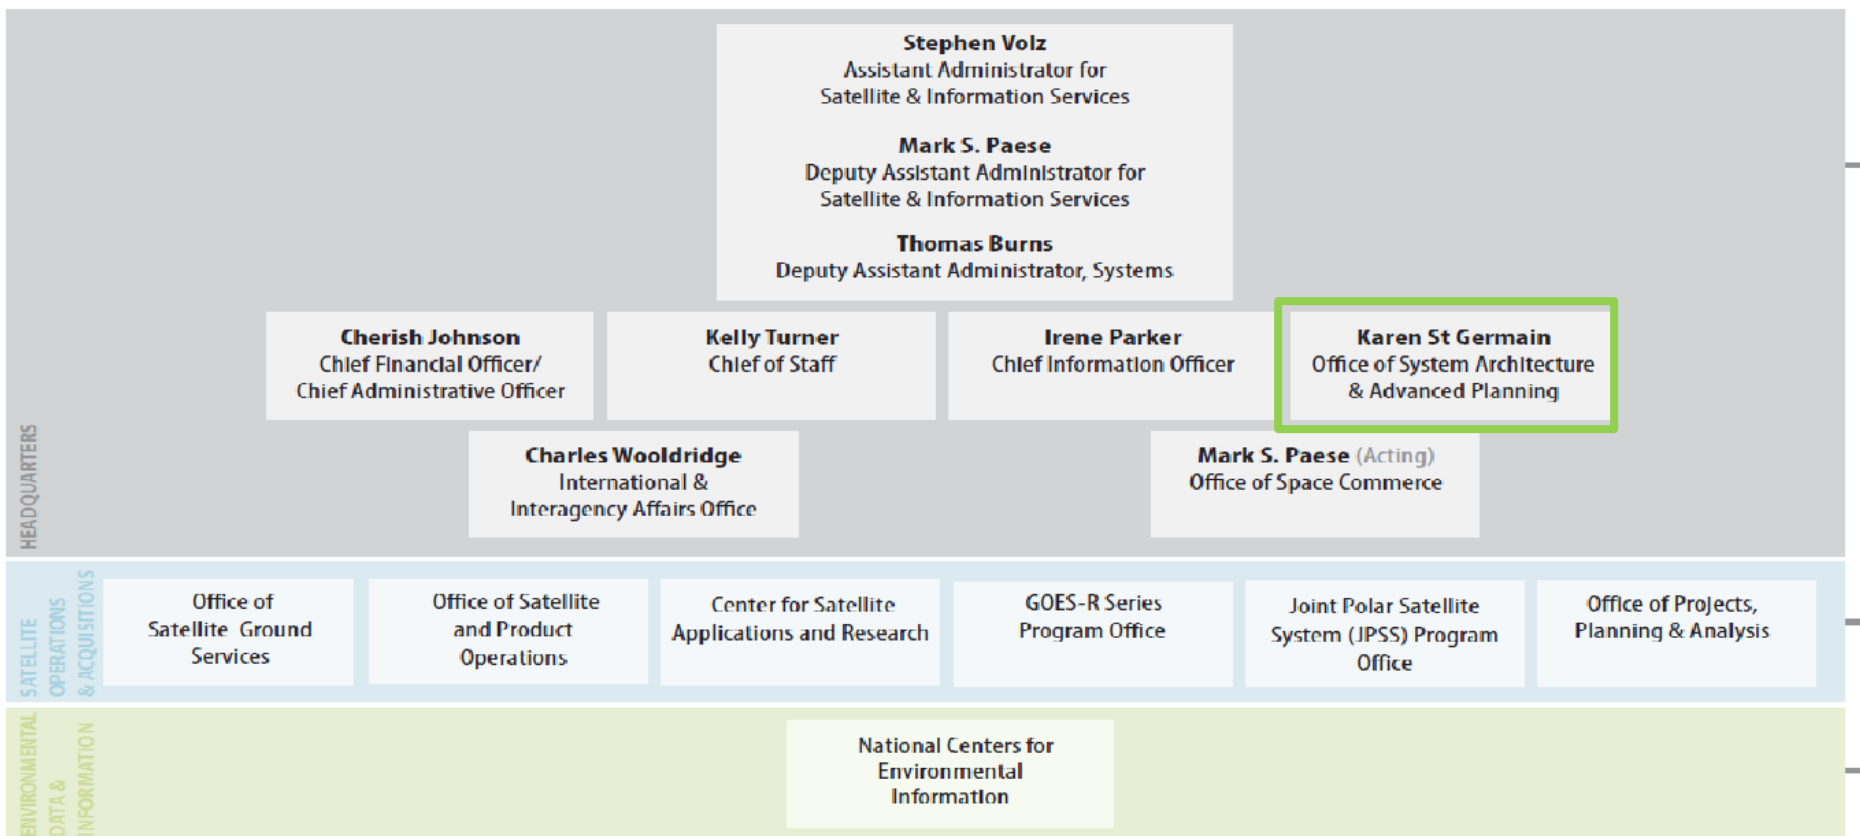 Stephen Volz
Assistant Administrator for
Satellite & Information Services
Mark S. Paese
Deputy Assistant Administrator for
Satellite & Information Services
Thomas Burns
Deputy Assistant Administrator, Systems
Cherish Johnson
Chief Financial Officer/
Chief Administrative Officer
Kelly Turner
Chief of Staff
Irene Parker
Chief Information Officer
Karen St Germain
Office of System Architecture
& Advanced Planning
Charles Wooldridge
International &
Interagency Affairs Office
Mark S. Paese (Acting)
Office of Space Commerce
HEADQUARTERS
SATELLITE
OPERATIONS
& ACQUISITIONS
Office of
Satellite Ground
Services
Office of Satellite
and Product
Operations
Center for Satellite
Applications and Research
GOES-R Series
Program Office
Joint Polar Satellite
System (JPSS) Program
Office
Office of Projects,
Planning & Analysis
ENVIRONMENTAL
DATA &
INFORMATION
National Centers for
Environmental
Information